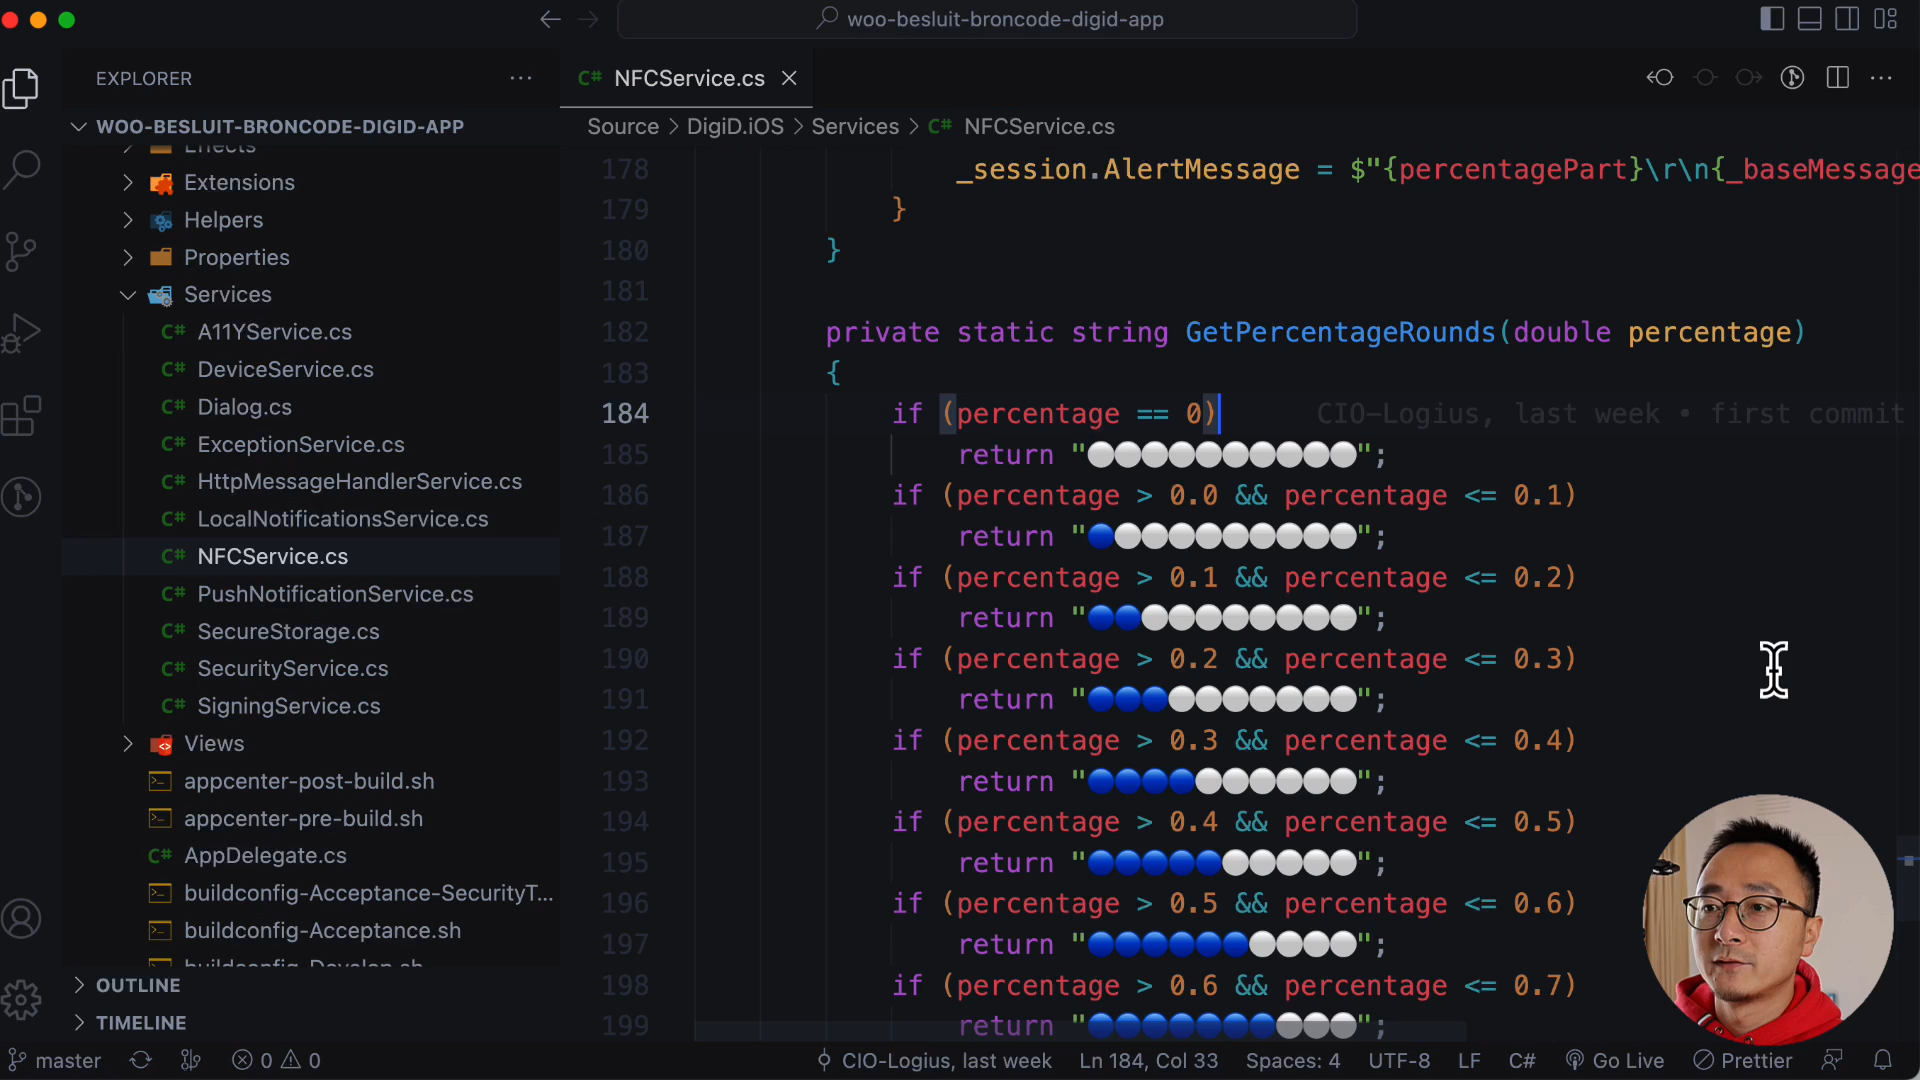 woo-besluit-broncode-digid-app
EXPLORER
NFCService.cs
WOO-BESLUIT-BRONCODE-DIGID-APP
Source > DigiD.iOS > Services > C# NFCService.cs
Effects
Extensions
Helpers
Properties
Services
C# A11YService.cs
C# DeviceService.cs
C# Dialog.cs
C# ExceptionService.cs
C# HttpMessageHandlerService.cs
C# LocalNotificationsService.cs
C# NFCService.cs
C# PushNotificationService.cs
C# SecureStorage.cs
C# SecurityService.cs
C# SigningService.cs
Views
appcenter-post-build.sh
appcenter-pre-build.sh
C# AppDelegate.cs
buildconfig-Acceptance-SecurityT...
buildconfig-Acceptance.sh
buildconfig-Develop.sh
OUTLINE
TIMELINE
178 _session.AlertMessage = $"{percentagePart}\r\n{_baseMessage
179 }
180 }
181
182 private static string GetPercentageRounds(double percentage)
183 {
184 if (percentage == 0) CIO-Logius, last week • first commit
185 return "⚪⚪⚪⚪⚪⚪⚪⚪⚪⚪";
186 if (percentage > 0.0 && percentage <= 0.1)
187 return "🔵⚪⚪⚪⚪⚪⚪⚪⚪⚪";
188 if (percentage > 0.1 && percentage <= 0.2)
189 return "🔵🔵⚪⚪⚪⚪⚪⚪⚪⚪";
190 if (percentage > 0.2 && percentage <= 0.3)
191 return "🔵🔵🔵⚪⚪⚪⚪⚪⚪⚪";
192 if (percentage > 0.3 && percentage <= 0.4)
193 return "🔵🔵🔵🔵⚪⚪⚪⚪⚪⚪";
194 if (percentage > 0.4 && percentage <= 0.5)
195 return "🔵🔵🔵🔵🔵⚪⚪⚪⚪⚪";
196 if (percentage > 0.5 && percentage <= 0.6)
197 return "🔵🔵🔵🔵🔵🔵⚪⚪⚪⚪";
198 if (percentage > 0.6 && percentage <= 0.7)
199 return "🔵🔵🔵🔵🔵🔵🔵⚪⚪⚪";
master 0 0 CIO-Logius, last week Ln 184, Col 33 Spaces: 4 UTF-8 LF C# Go Live Prettier